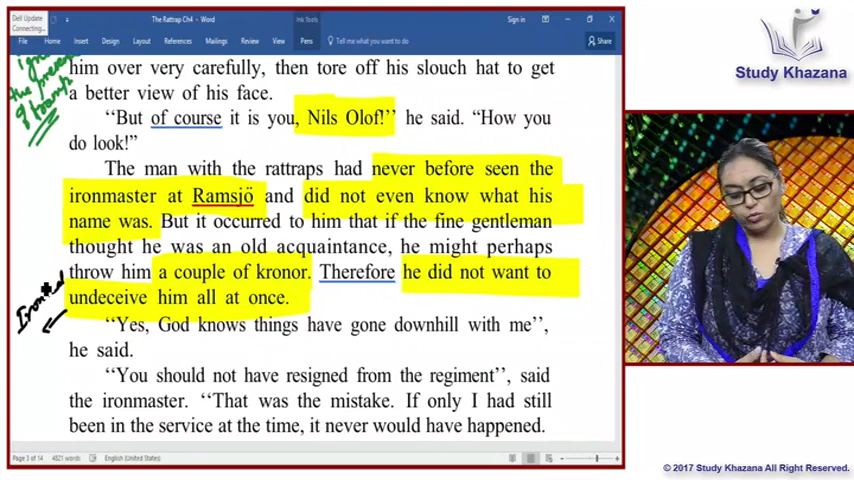 Dell Update
Connecting...
The Rattrap Ch4 - Word
Ink Tools
Sign in
File Home Insert Design Layout References Mailings Review View Pens Tell me what you want to do Share
the presen
him over very carefully, then tore off his slouch hat to get
a better view of his face.
‘‘But of course it is you, Nils Olof!’’ he said. “How you
do look!”
The man with the rattraps had never before seen the
ironmaster at Ramsjö and did not even know what his
name was. But it occurred to him that if the fine gentleman
thought he was an old acquaintance, he might perhaps
throw him a couple of kronor. Therefore he did not want to
undeceive him all at once.
‘‘Yes, God knows things have gone downhill with me’’,
he said.
‘‘You should not have resigned from the regiment’’, said
the ironmaster. ‘‘That was the mistake. If only I had still
been in the service at the time, it never would have happened.
Page 3 of 14 4821 words English (United States)
Study Khazana
© 2017 Study Khazana All Right Reserved.